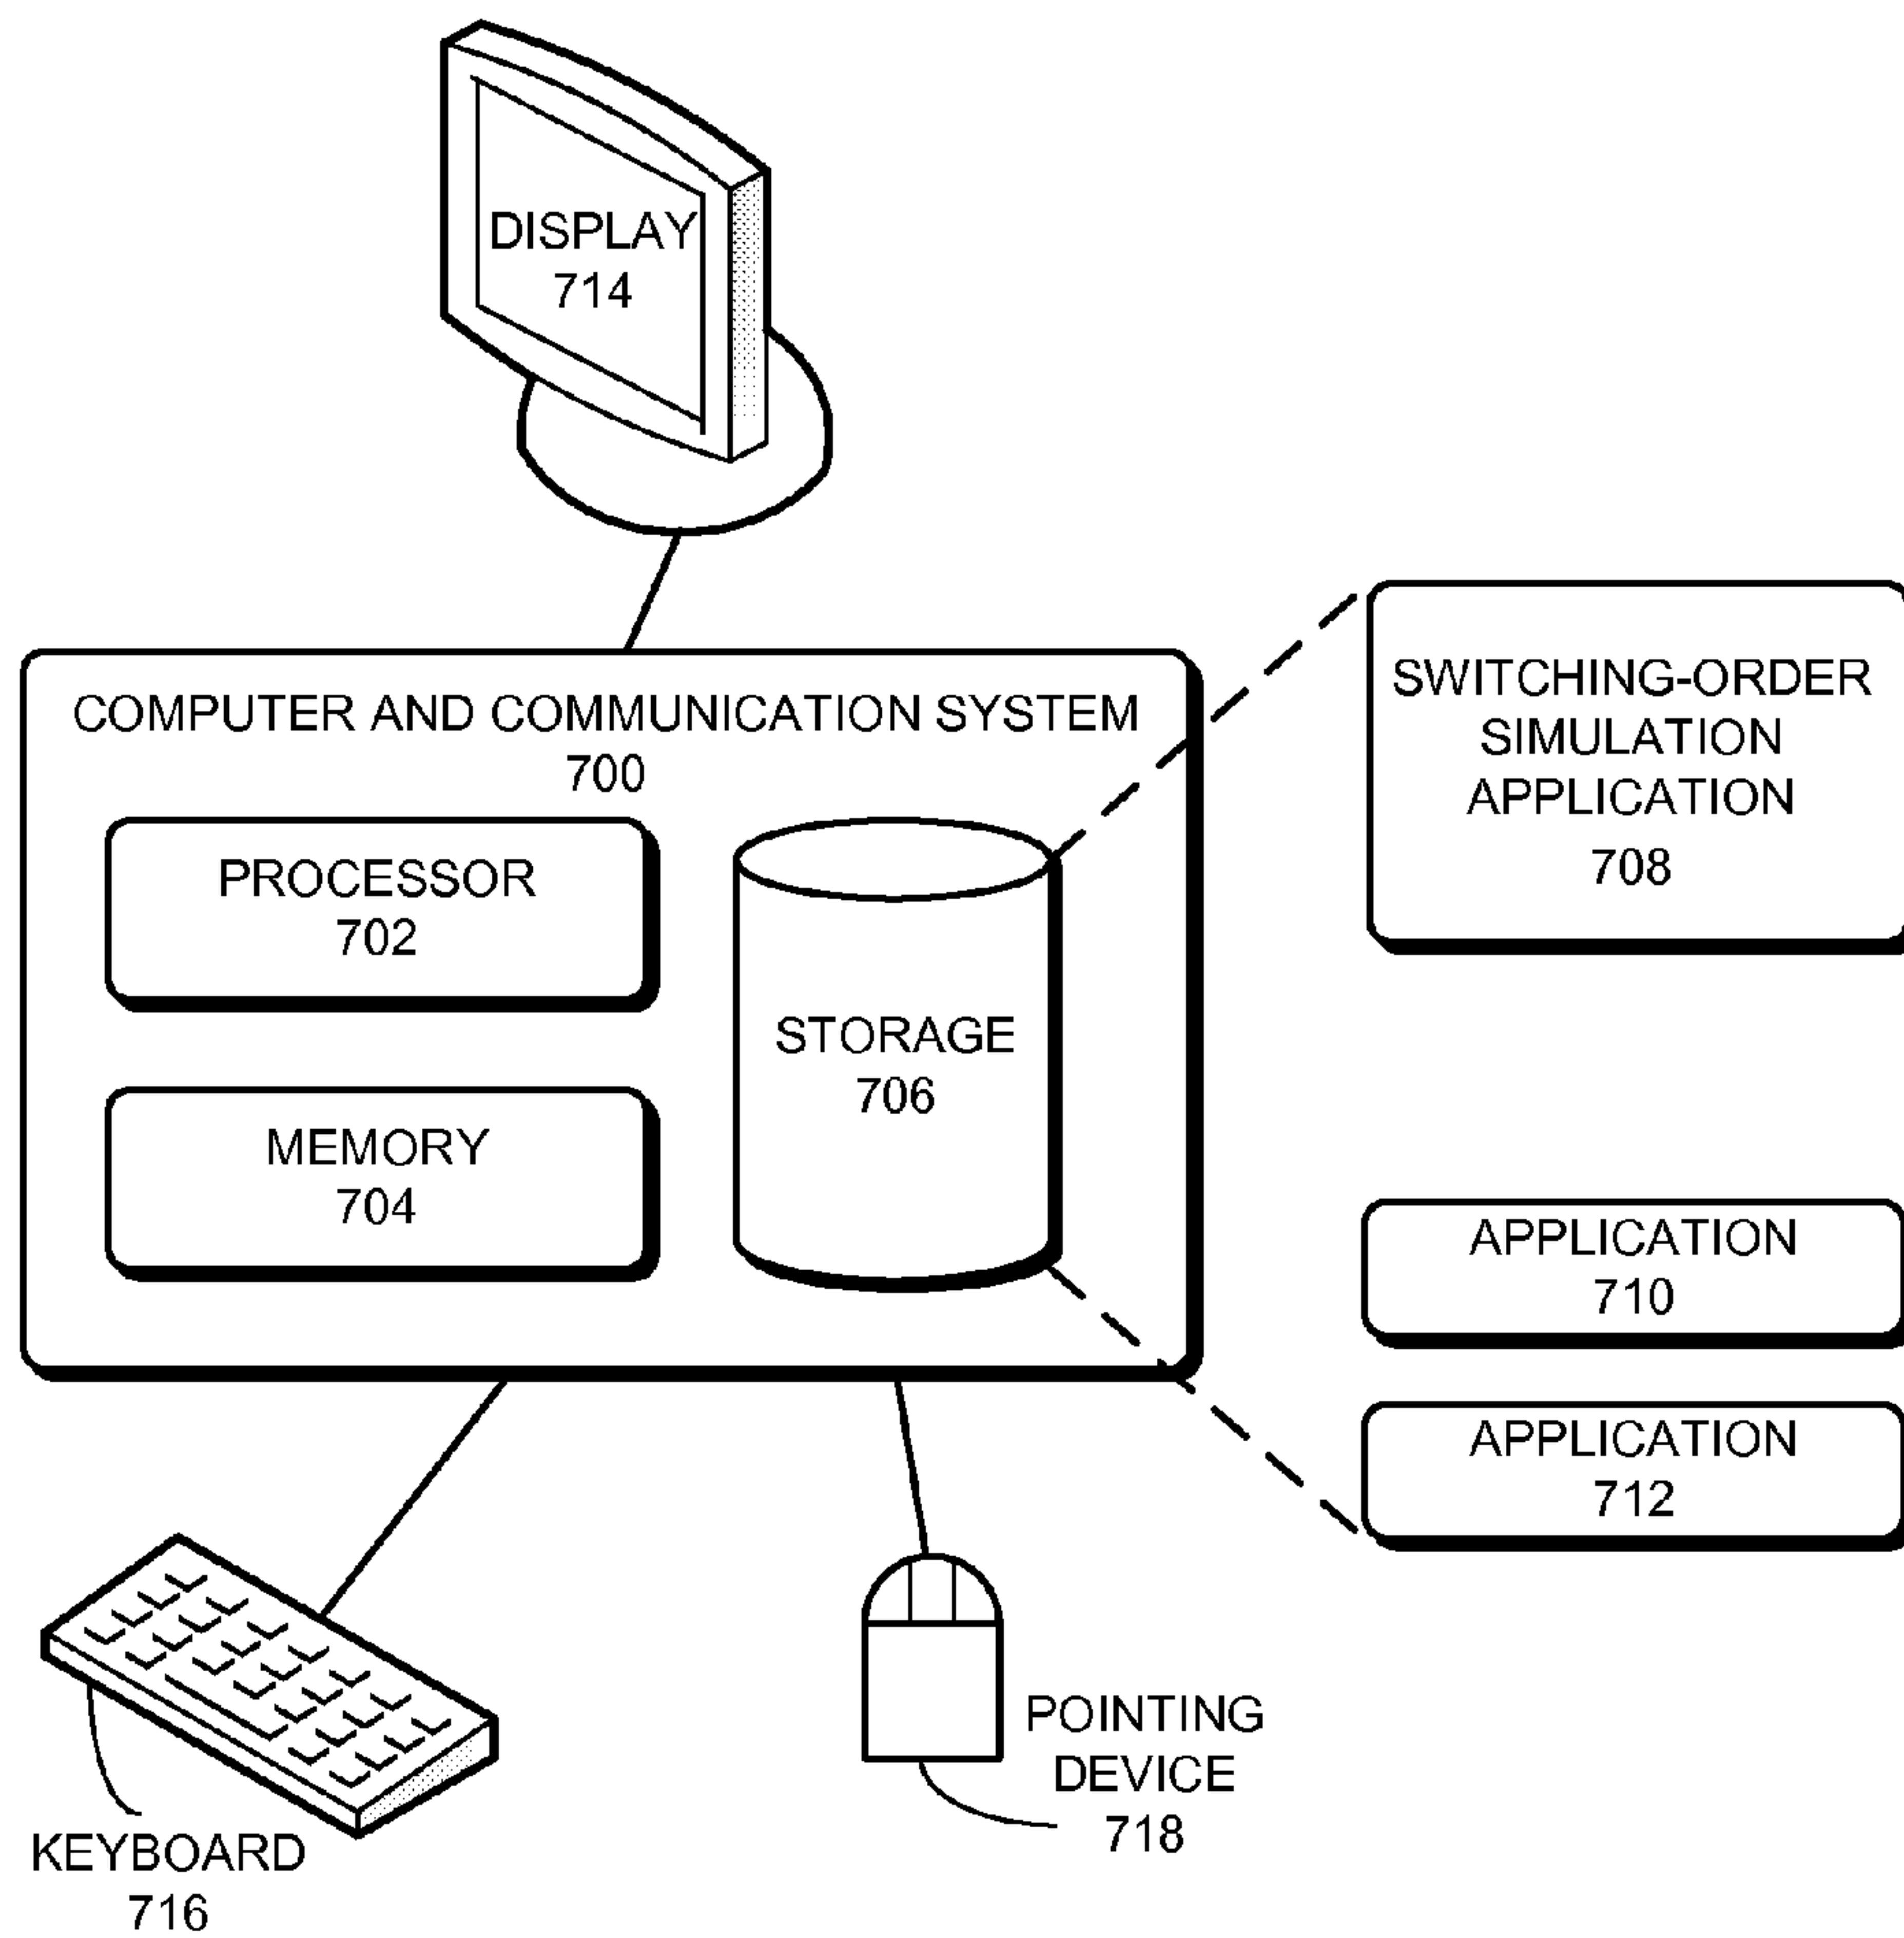 DISPLAY
714
COMPUTER AND COMMUNICATION SYSTEM
700
PROCESSOR
702
MEMORY
704
STORAGE
706
SWITCHING-ORDER
SIMULATION
APPLICATION
708
APPLICATION
710
APPLICATION
712
KEYBOARD
716
POINTING
DEVICE
718